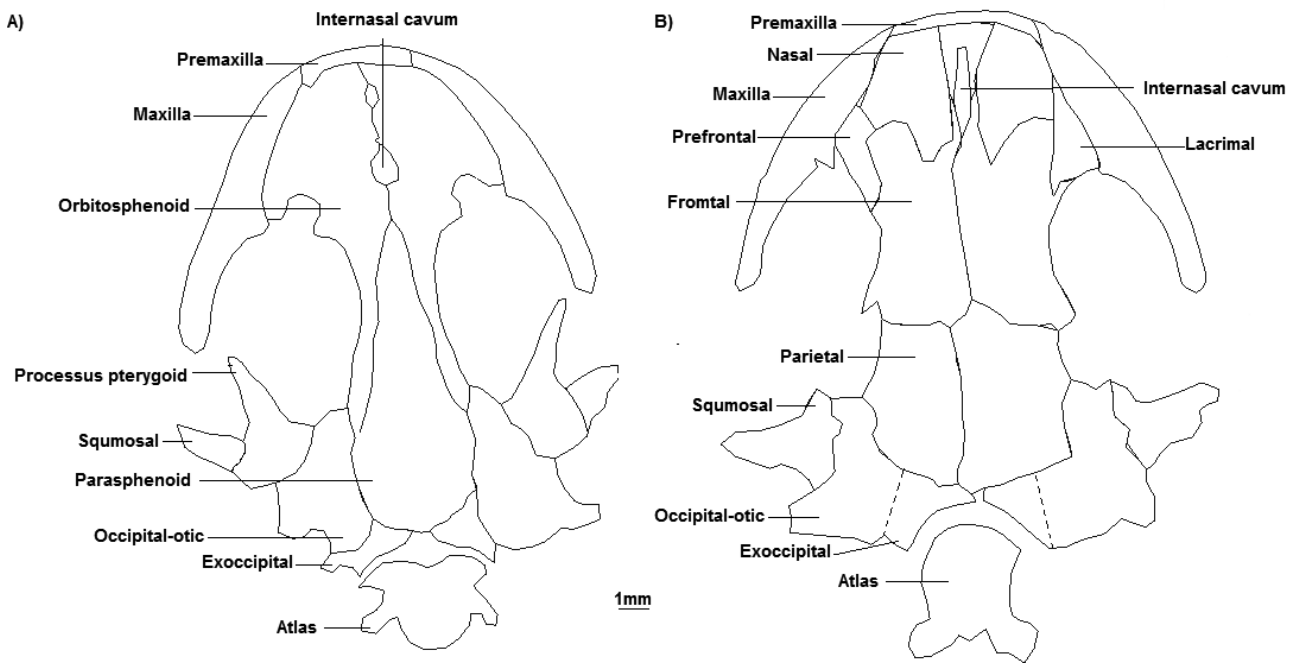 A)
Internasal cavum
Premaxilla
Maxilla
Orbitosphenoid
Processus pterygoid
Squmosal
Parasphenoid
Occipital-otic
Exoccipital
Atlas
1mm
B)
Premaxilla
Nasal
Maxilla
Internasal cavum
Prefrontal
Lacrimal
Fromtal
Parietal
Squmosal
Occipital-otic
Exoccipital
Atlas